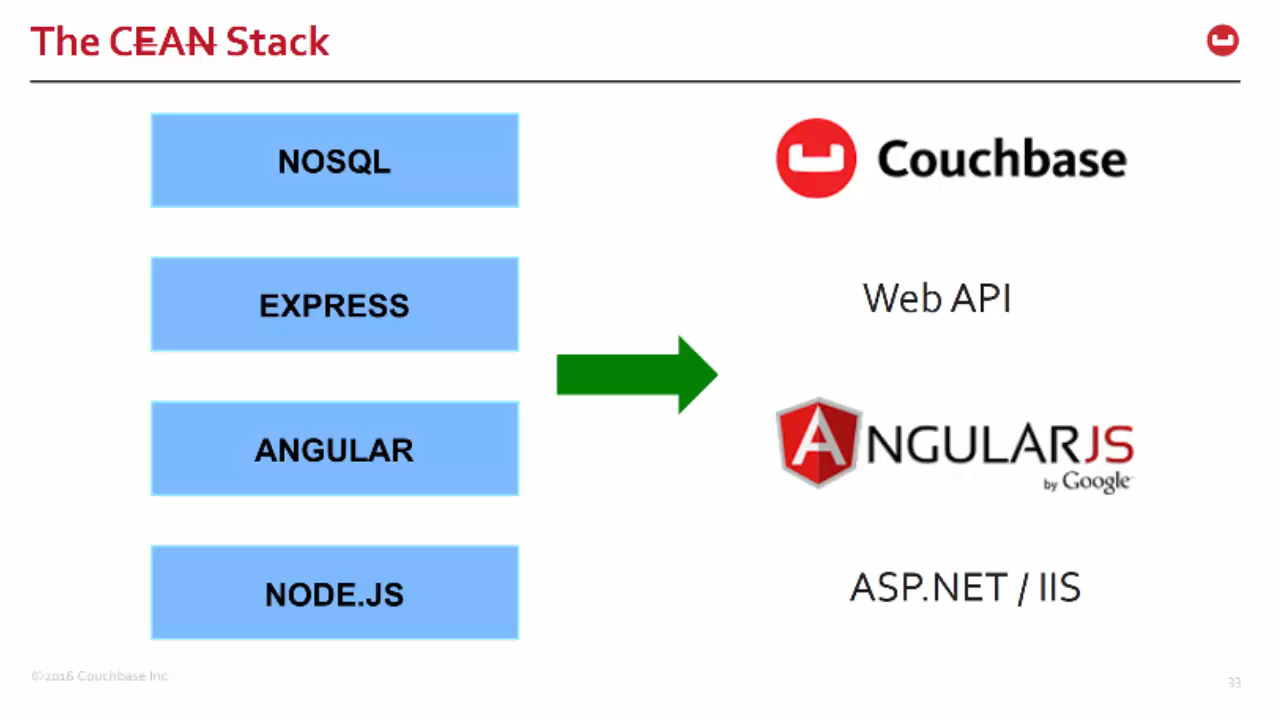 The CEAN Stack
NOSQL
Couchbase
EXPRESS
Web API
ANGULAR
ANGULARJS
by Google
NODE.JS
ASP.NET / IIS
©2016 Couchbase Inc.
33